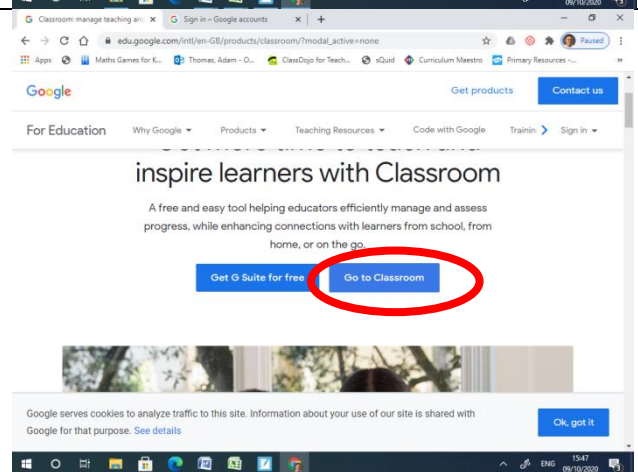 09/10/2020
Classroom: manage teaching an
Sign in – Google accounts
edu.google.com/intl/en-GB/products/classroom/?modal_active=none
Paused
Apps
Maths Games for K...
Thomas, Adam - O...
ClassDojo for Teach...
sQuid
Curriculum Maestro
Primary Resources -...
Google
Get products
Contact us
For Education
Why Google
Products
Teaching Resources
Code with Google
Trainin
Sign in
inspire learners with Classroom
A free and easy tool helping educators efficiently manage and assess
progress, while enhancing connections with learners from school, from
home, or on the go.
Get G Suite for free
Go to Classroom
Google serves cookies to analyze traffic to this site. Information about your use of our site is shared with
Google for that purpose. See details
Ok, got it
ENG
15:47
09/10/2020